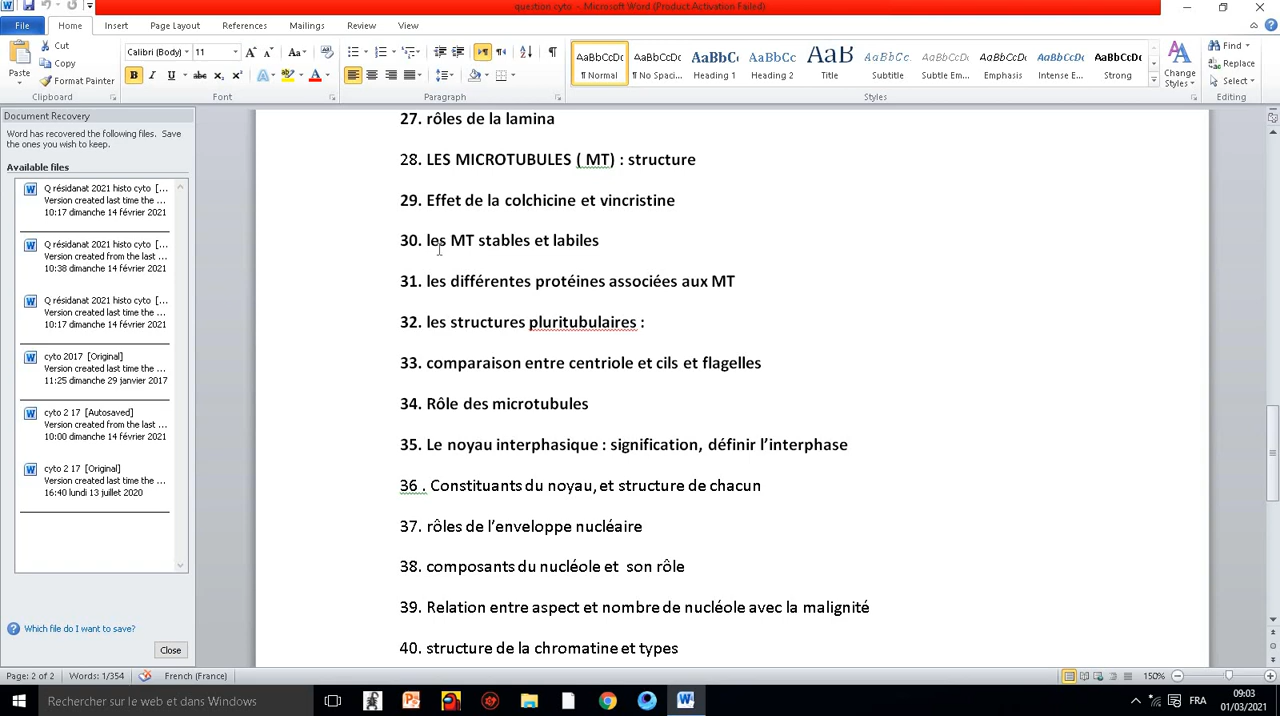 question.cyto - Microsoft Word (Product Activation Failed)
File Home Insert Page Layout References Mailings Review View
Paste
Cut
Copy
Format Painter
Clipboard
Calibri (Body) 11
Font
Paragraph
AaBbCcDc AaBbCcDc AaBbC AaBbCc AaB AaBbCc. AaBbCcDc AaBbCcDc AaBbCcDc AaBbCcDc
¶ Normal ¶ No Spaci... Heading 1 Heading 2 Title Subtitle Subtle Em... Emphasis Intense E... Strong
Styles
Change Styles
Find
Replace
Select
Editing
Document Recovery
Word has recovered the following files. Save
the ones you wish to keep.
Available files
Q résidanat 2021 histo cyto [...
Version created last time the ...
10:17 dimanche 14 février 2021
Q résidanat 2021 histo cyto [...
Version created from the last ...
10:38 dimanche 14 février 2021
Q résidanat 2021 histo cyto [...
Version created from the last ...
10:17 dimanche 14 février 2021
cyto 2017 [Original]
Version created last time the ...
11:25 dimanche 29 janvier 2017
cyto 2 17 [Autosaved]
Version created from the last ...
10:00 dimanche 14 février 2021
cyto 2 17 [Original]
Version created last time the ...
16:40 lundi 13 juillet 2020
Which file do I want to save?
Close
27. rôles de la lamina
28. LES MICROTUBULES ( MT) : structure
29. Effet de la colchicine et vincristine
30. les MT stables et labiles
31. les différentes protéines associées aux MT
32. les structures pluritubulaires :
33. comparaison entre centriole et cils et flagelles
34. Rôle des microtubules
35. Le noyau interphasique : signification, définir l’interphase
36 . Constituants du noyau, et structure de chacun
37. rôles de l’enveloppe nucléaire
38. composants du nucléole et son rôle
39. Relation entre aspect et nombre de nucléole avec la malignité
40. structure de la chromatine et types
Page: 2 of 2 Words: 1/354 French (France) 150%
Rechercher sur le web et dans Windows
FR
09:03
01/03/2021